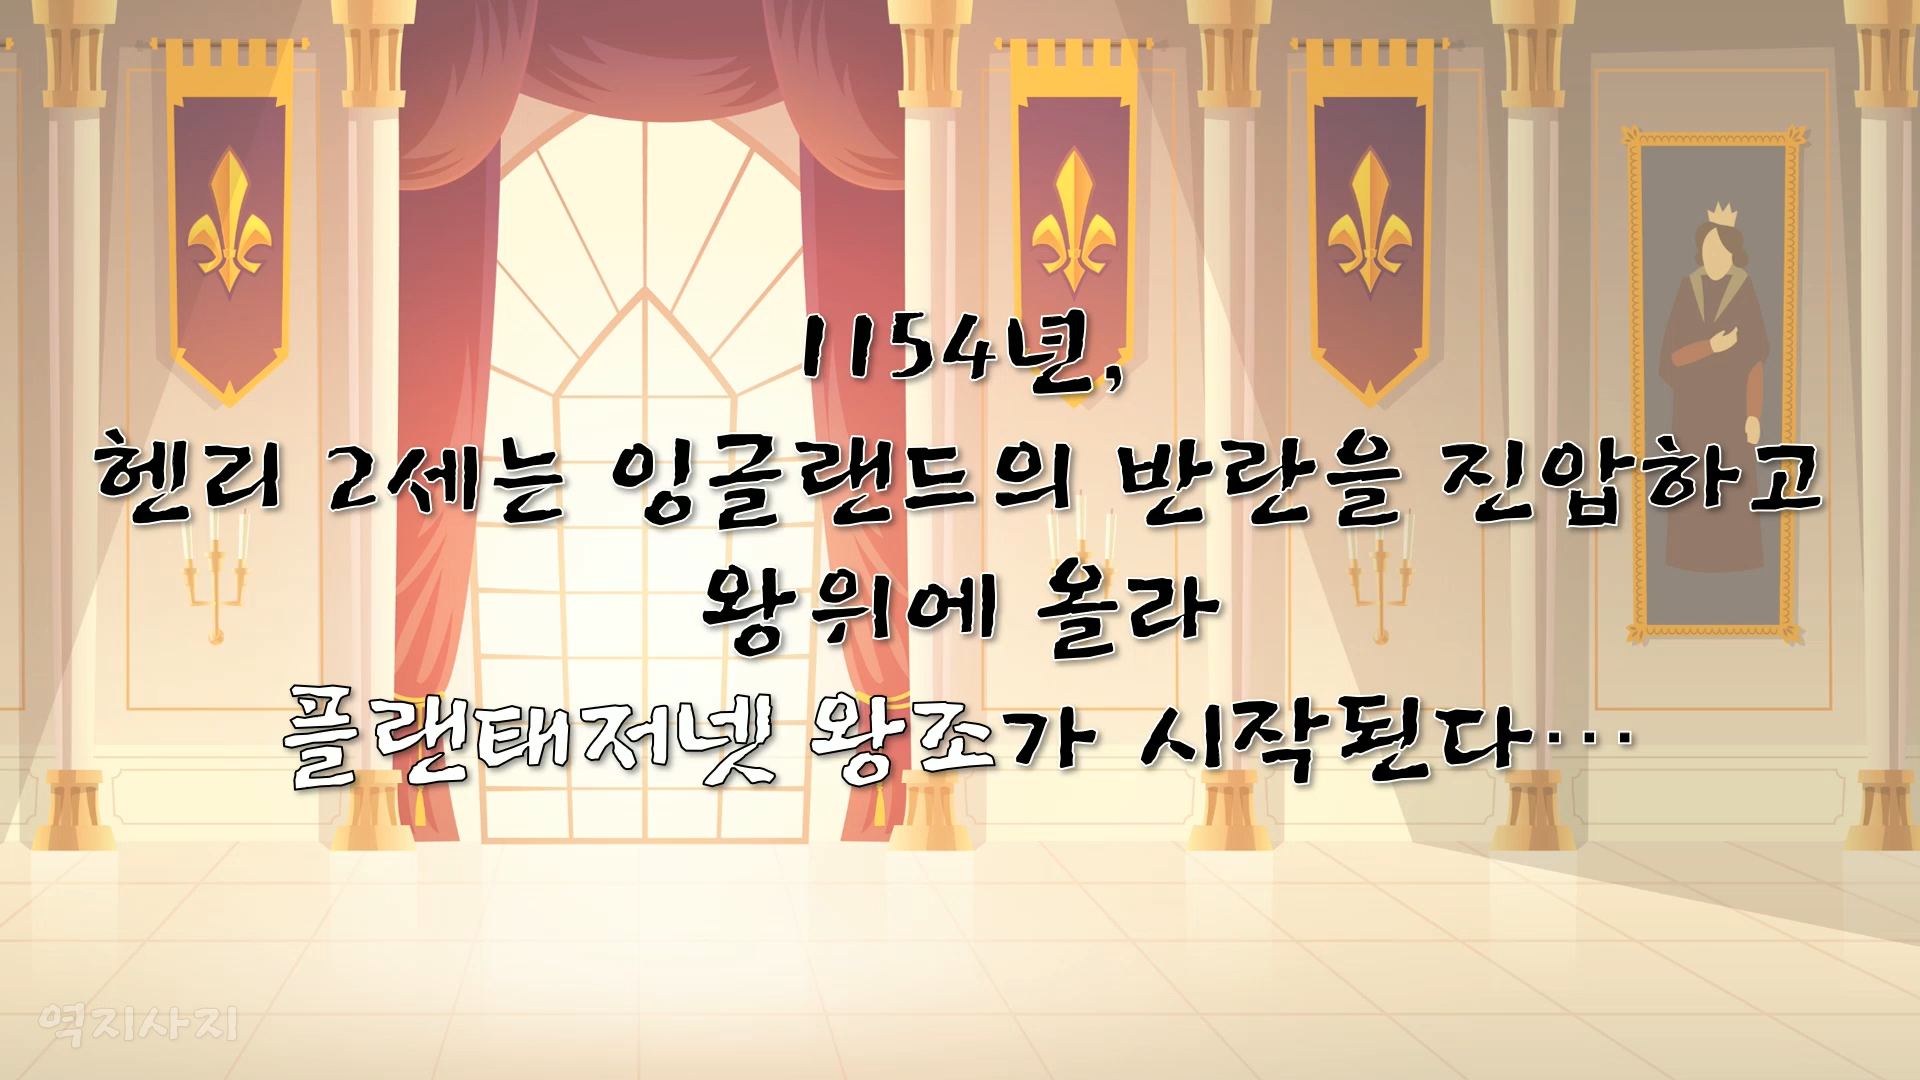 1154년,
헨리 2세는 잉글랜드의 반란을 진압하고
왕위에 올라
플랜태저넷 왕조가 시작된다…
역지사지